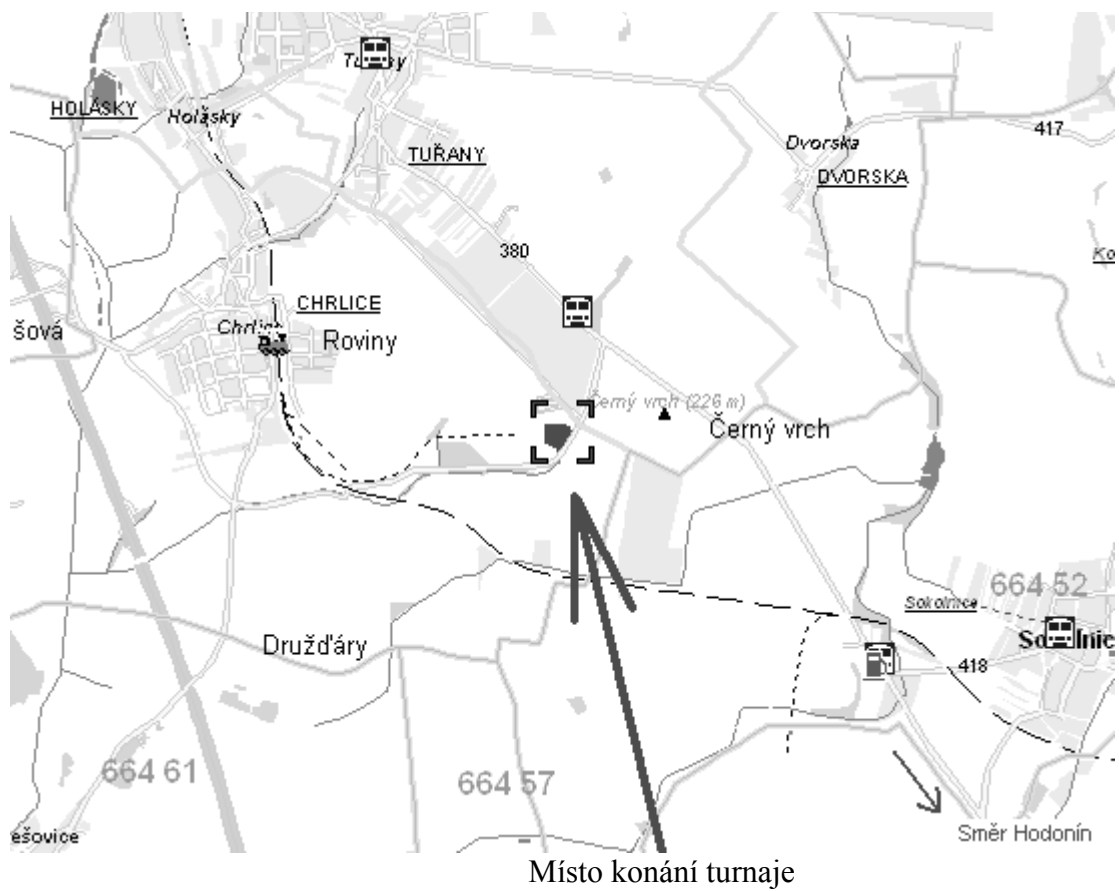 HOLÁSKY
Holásky
TUŘANY
417
Dvorska
DVORSKA
380
CHRLICE
šová
Roviny
Černý vrch (226 m)
Černý vrch
664 52
Sokolnice
418
Družďáry
664 61
664 57
ešovice
Směr Hodonín
Místo konání turnaje